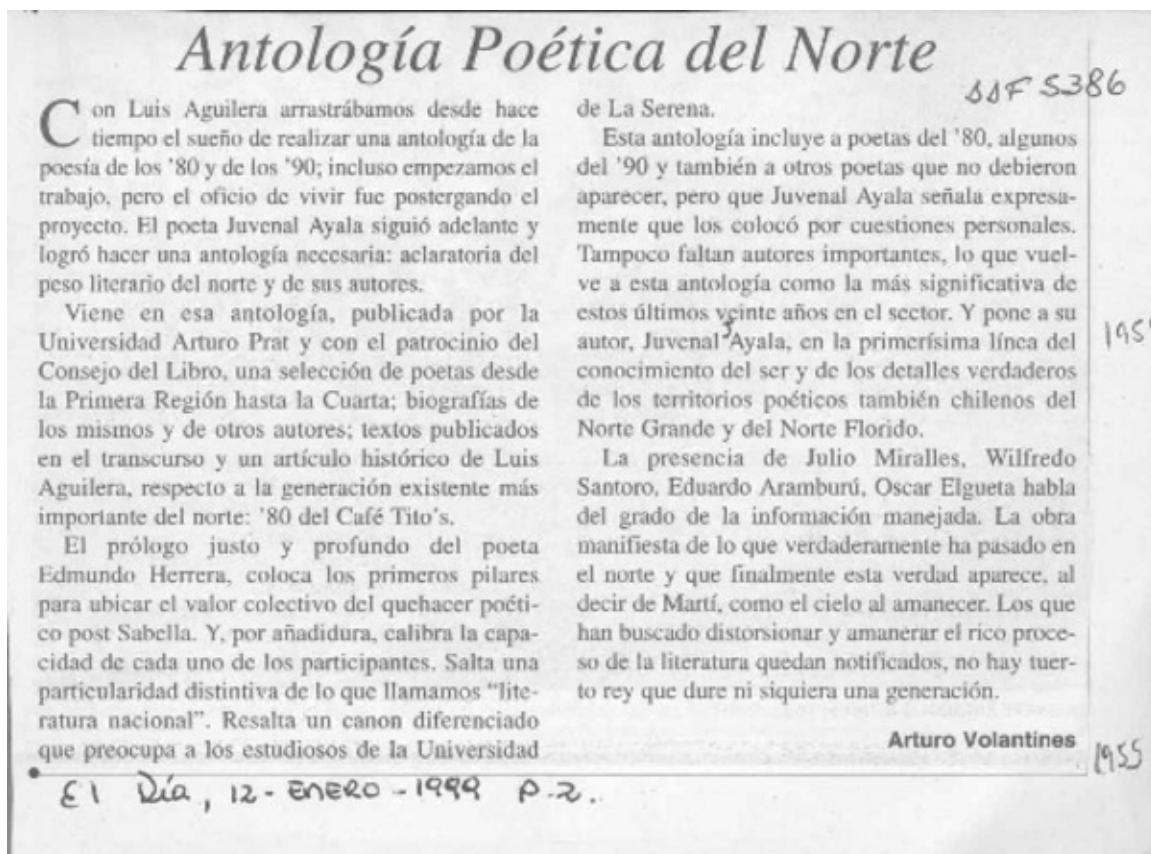 Antología Poética del Norte
Con Luis Aguilera arrastrábamos desde hace
tiempo el sueño de realizar una antología de la
poesía de los '80 y de los '90; incluso empezamos el
trabajo, pero el oficio de vivir fue postergando el
proyecto. El poeta Juvenal Ayala siguió adelante y
logró hacer una antología necesaria: aclaratoria del
peso literario del norte y de sus autores.
Viene en esa antología, publicada por la
Universidad Arturo Prat y con el patrocinio del
Consejo del Libro, una selección de poetas desde
la Primera Región hasta la Cuarta; biografías de
los mismos y de otros autores; textos publicados
en el transcurso y un artículo histórico de Luis
Aguilera, respecto a la generación existente más
importante del norte: '80 del Café Tito's.
El prólogo justo y profundo del poeta
Edmundo Herrera, coloca los primeros pilares
para ubicar el valor colectivo del quehacer poéti-
co post Sabella. Y, por añadidura, calibra la capa-
cidad de cada uno de los participantes. Salta una
particularidad distintiva de lo que llamamos "lite-
ratura nacional". Resalta un canon diferenciado
que preocupa a los estudiosos de la Universidad
de La Serena.
Esta antología incluye a poetas del '80, algunos
del '90 y también a otros poetas que no debieron
aparecer, pero que Juvenal Ayala señala expresa-
mente que los colocó por cuestiones personales.
Tampoco faltan autores importantes, lo que vuel-
ve a esta antología como la más significativa de
estos últimos veinte años en el sector. Y pone a su
autor, Juvenal Ayala, en la primerísima línea del
conocimiento del ser y de los detalles verdaderos
de los territorios poéticos también chilenos del
Norte Grande y del Norte Florido.
La presencia de Julio Miralles, Wilfredo
Santoro, Eduardo Aramburú, Oscar Elgueta habla
del grado de la información manejada. La obra
manifiesta de lo que verdaderamente ha pasado en
el norte y que finalmente esta verdad aparece, al
decir de Martí, como el cielo al amanecer. Los que
han buscado distorsionar y amanerar el rico proce-
so de la literatura quedan notificados, no hay tuer-
to rey que dure ni siquiera una generación.
Arturo Volantines
1955
El Día, 12-ENERO-1999 P.2.